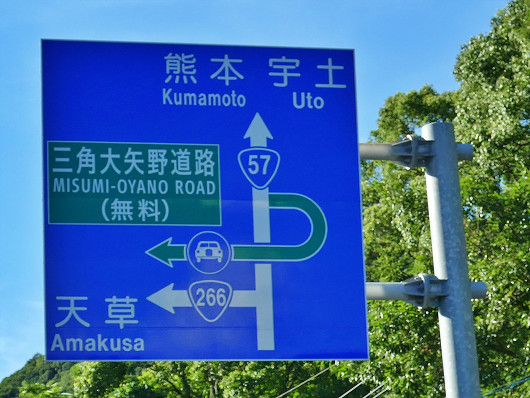 熊本 宇土
Kumamoto Uto
57
三角大矢野道路
MISUMI-OYANO ROAD
(無料)
266
天草
Amakusa